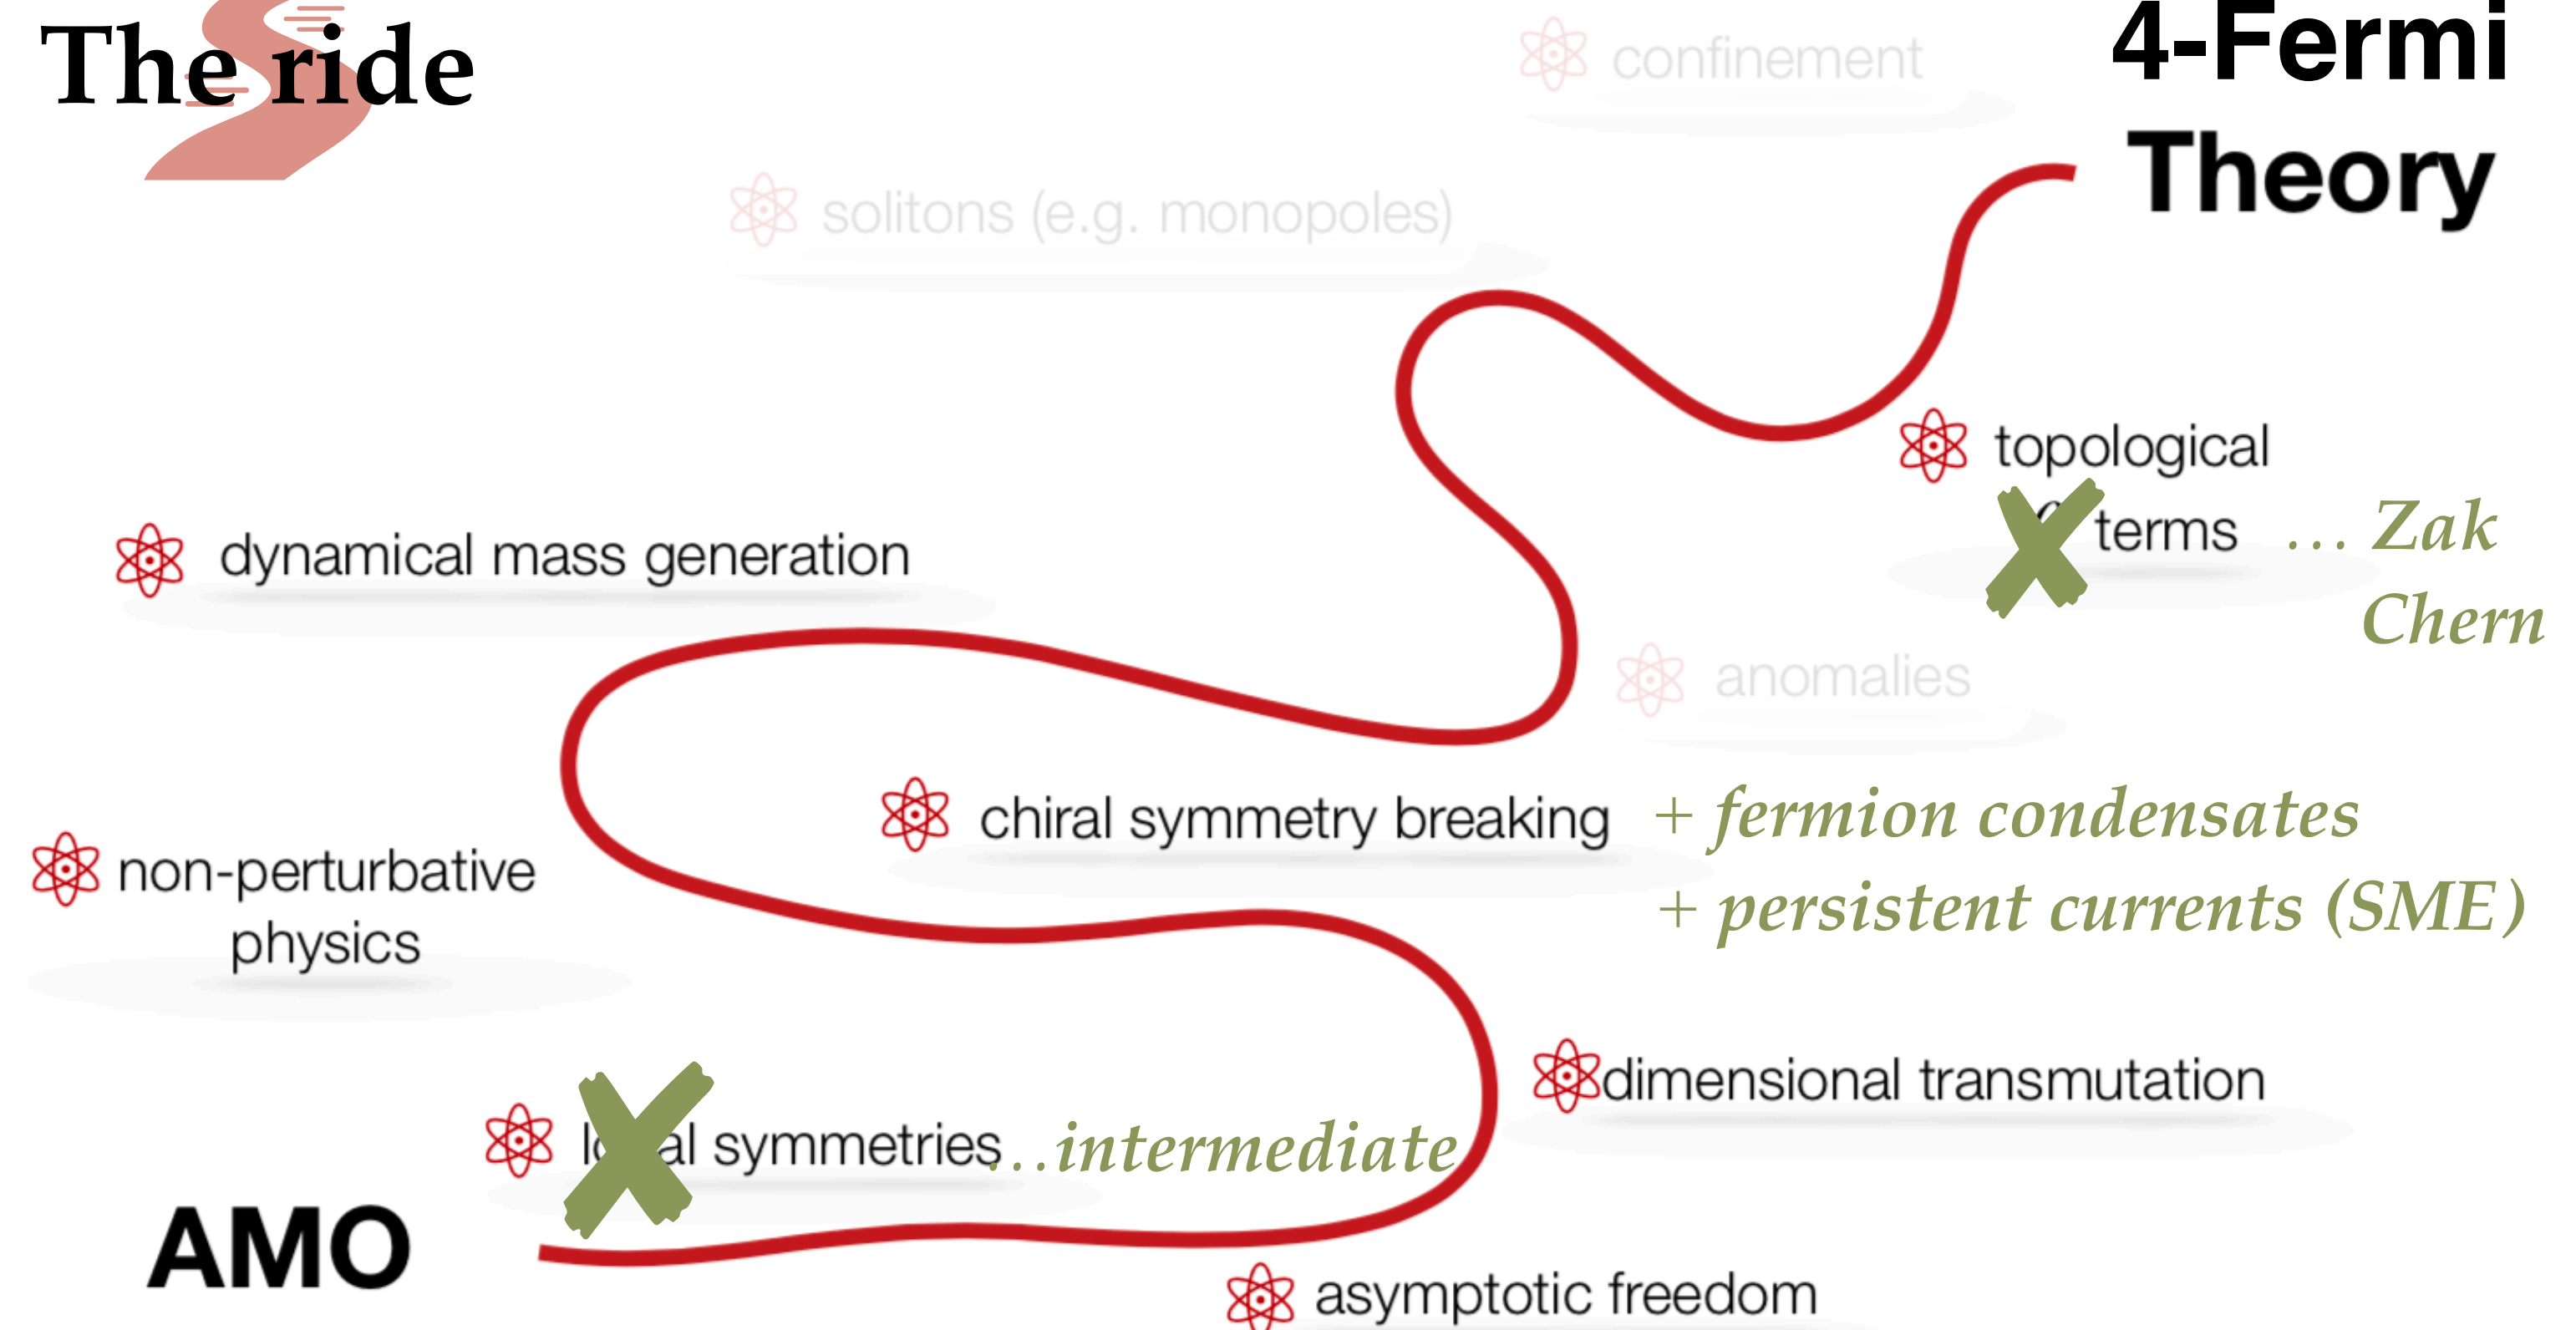 The ride
4-Fermi
Theory
confinement
solitons (e.g. monopoles)
topological
terms ... Zak
Chern
dynamical mass generation
anomalies
chiral symmetry breaking + fermion condensates
+ persistent currents (SME)
non-perturbative
physics
dimensional transmutation
symmetries ...intermediate
AMO
asymptotic freedom